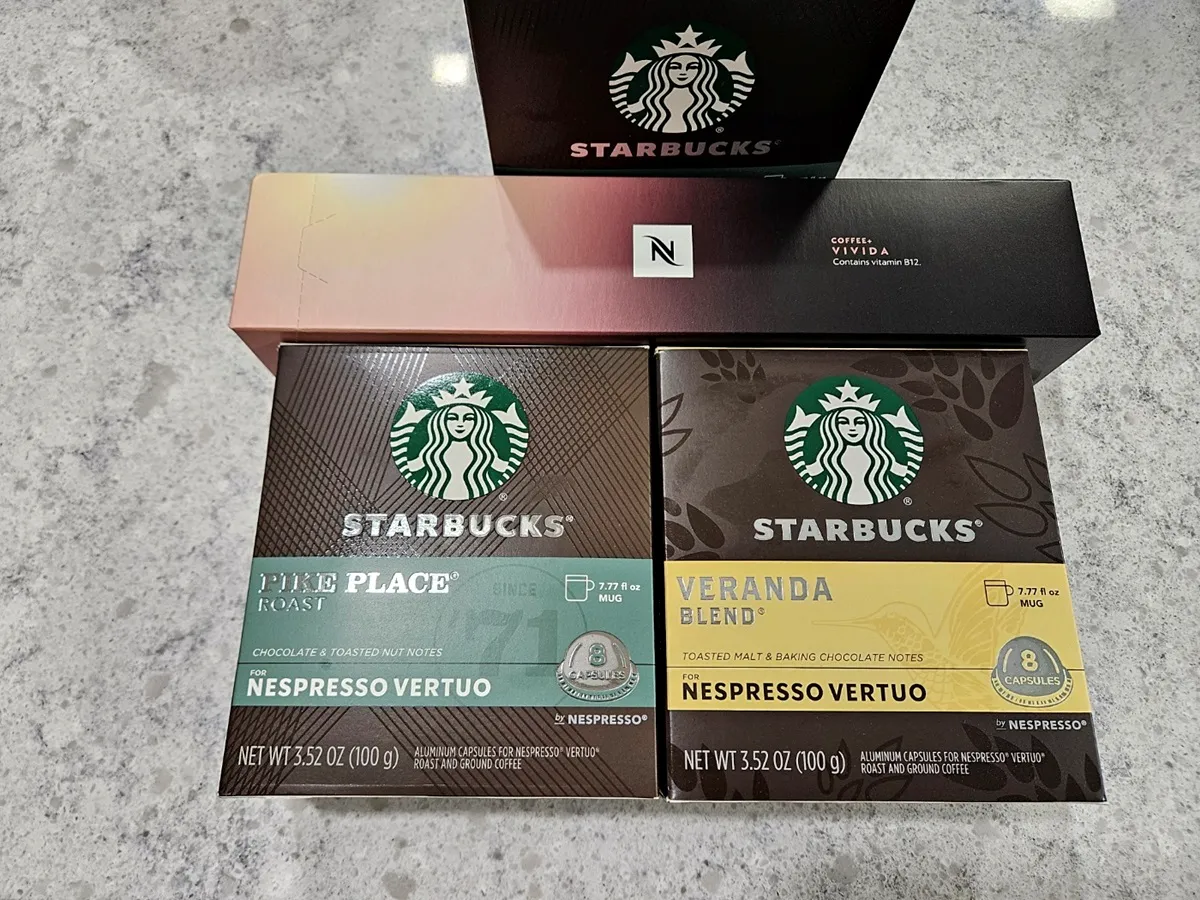 STARBUCKS
N
COFFEE+
VIVIDA
Contains vitamin B12.
STARBUCKS®
PIKE PLACE®
ROAST
SINCE
'71
7.77 fl oz
MUG
CHOCOLATE & TOASTED NUT NOTES
8
CAPSULES
FOR
NESPRESSO VERTUO
by NESPRESSO®
NET WT 3.52 OZ (100 g)
ALUMINUM CAPSULES FOR NESPRESSO® VERTUO®
ROAST AND GROUND COFFEE
STARBUCKS®
VERANDA
BLEND®
7.77 fl oz
MUG
TOASTED MALT & BAKING CHOCOLATE NOTES
8
CAPSULES
FOR
NESPRESSO VERTUO
by NESPRESSO®
NET WT 3.52 OZ (100 g)
ALUMINUM CAPSULES FOR NESPRESSO® VERTUO®
ROAST AND GROUND COFFEE